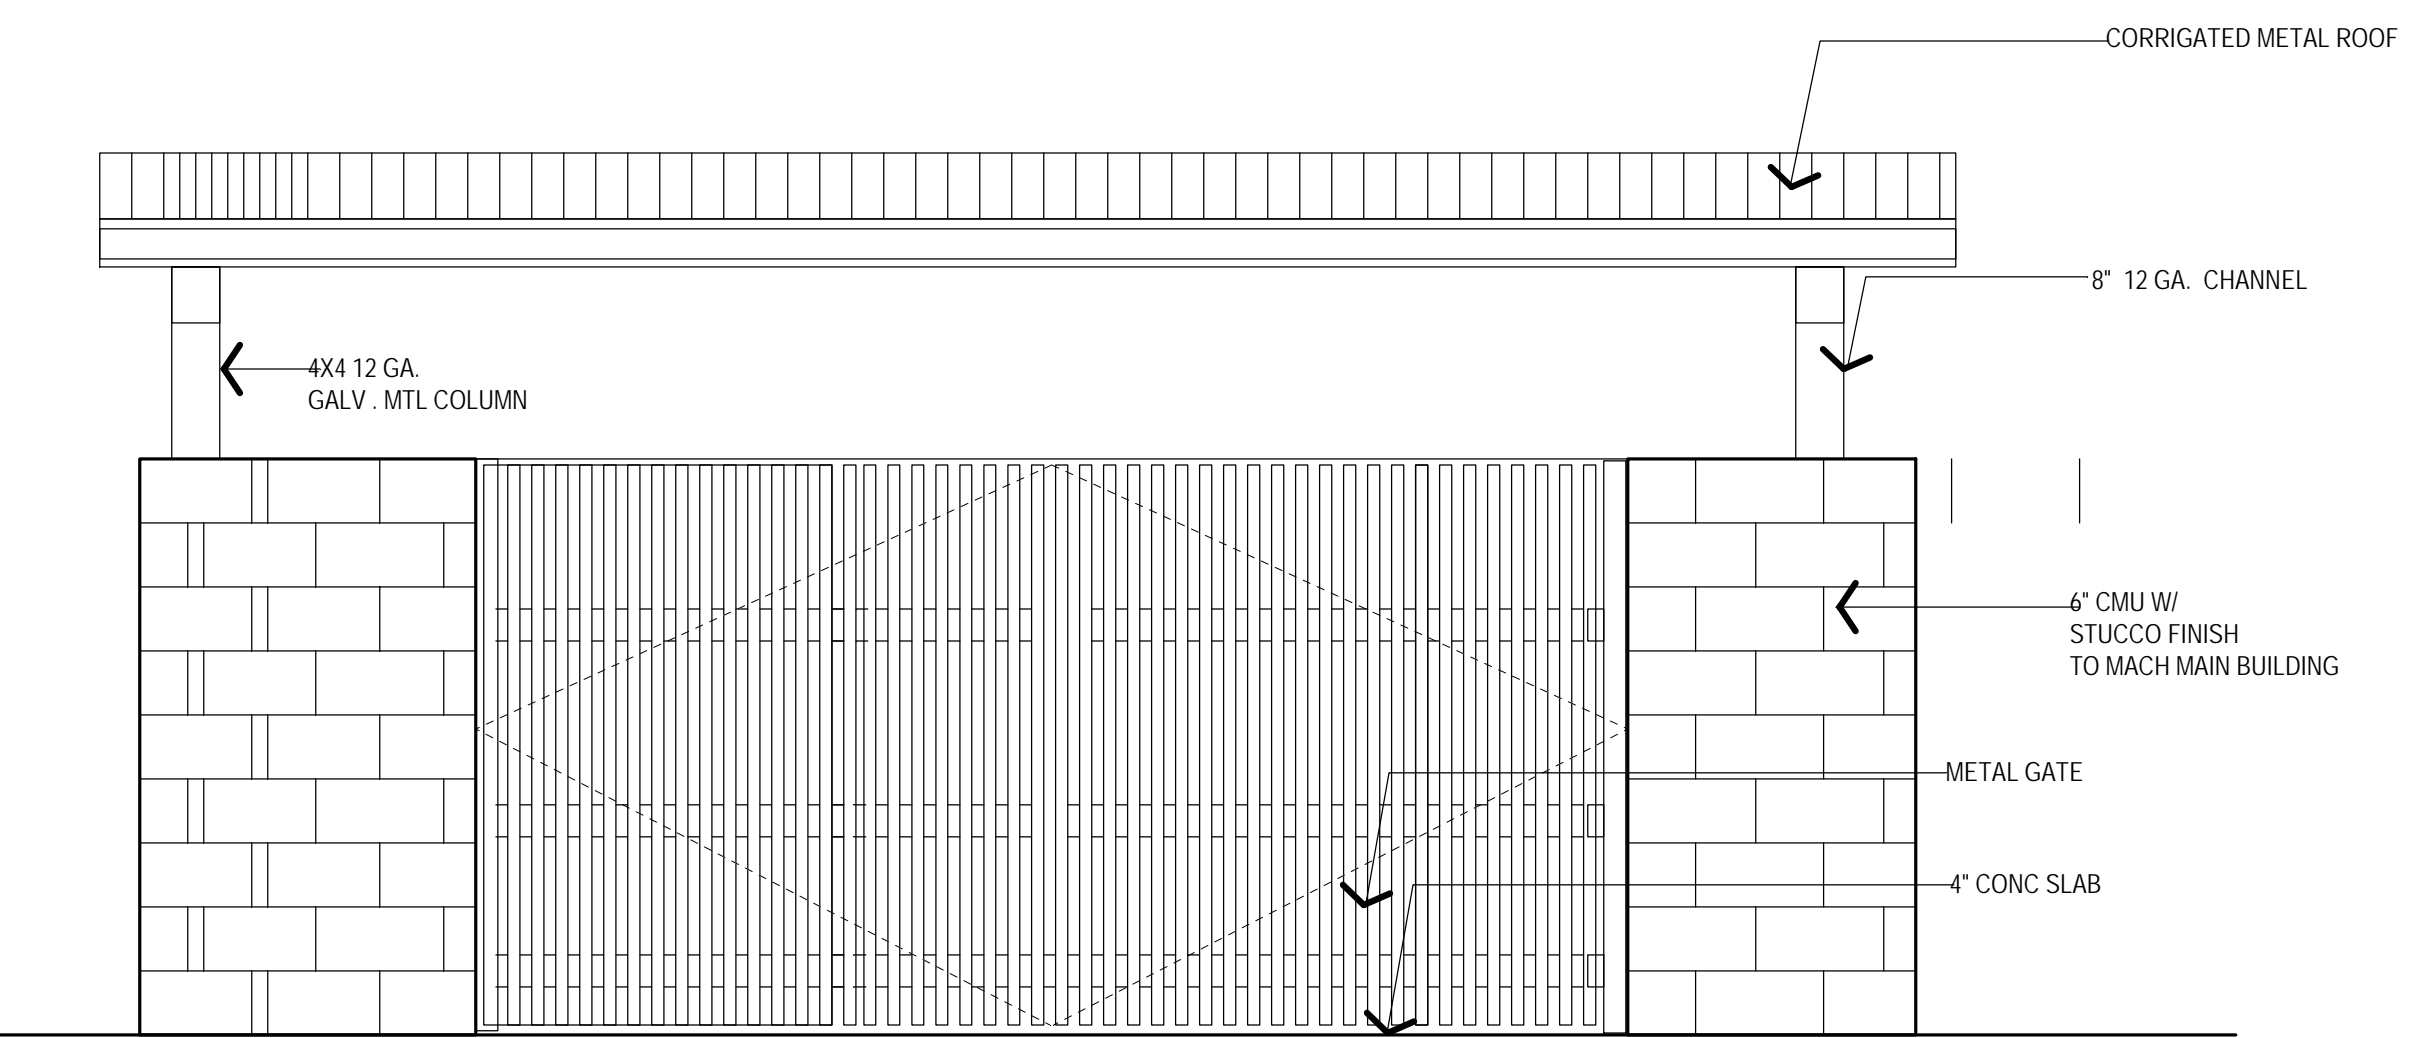 CORRIGATED METAL ROOF
8" 12 GA. CHANNEL
4X4 12 GA.
GALV . MTL COLUMN
6" CMU W/
STUCCO FINISH
TO MACH MAIN BUILDING
METAL GATE
4" CONC SLAB